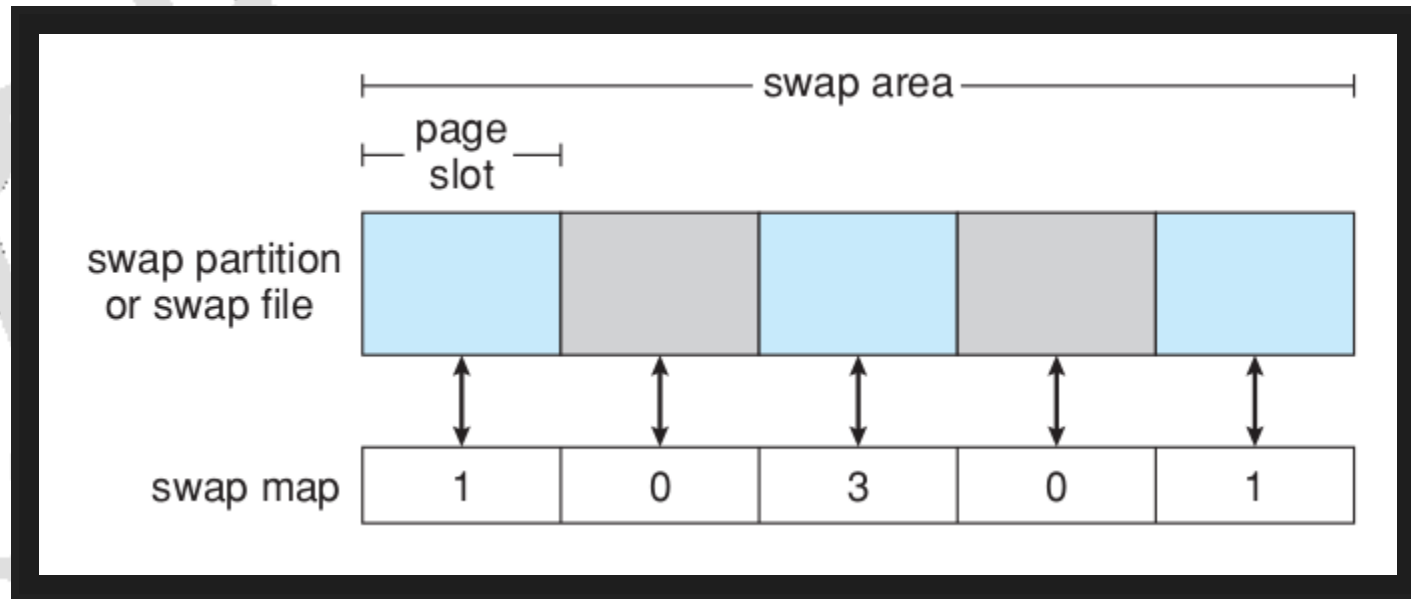 swap area
page
slot
swap partition
or swap file
swap map 1 0 3 0 1